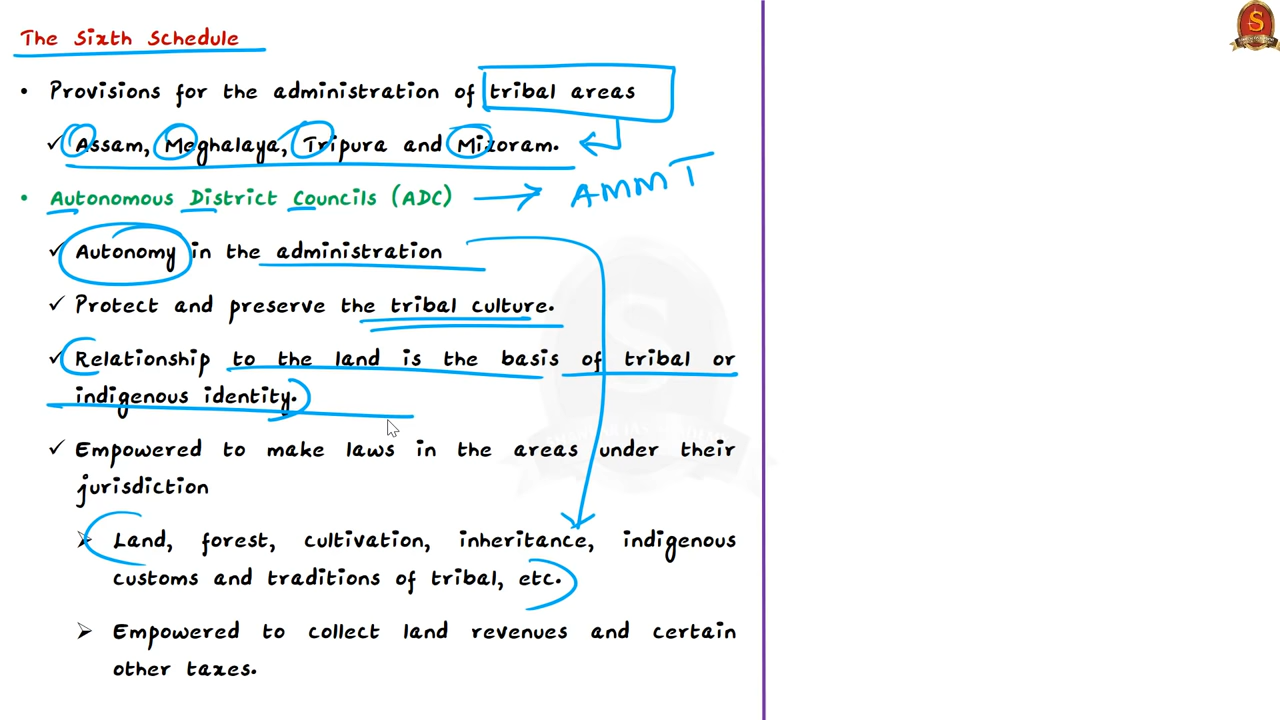 The Sixth Schedule
• Provisions for the administration of tribal areas
✓ Assam, Meghalaya, Tripura and Mizoram.
• Autonomous District Councils (ADC) → AMMT
✓ Autonomy in the administration
✓ Protect and preserve the tribal culture.
✓ Relationship to the land is the basis of tribal or
indigenous identity.
✓ Empowered to make laws in the areas under their
jurisdiction
➢ Land, forest, cultivation, inheritance, indigenous
customs and traditions of tribal, etc.
➢ Empowered to collect land revenues and certain
other taxes.